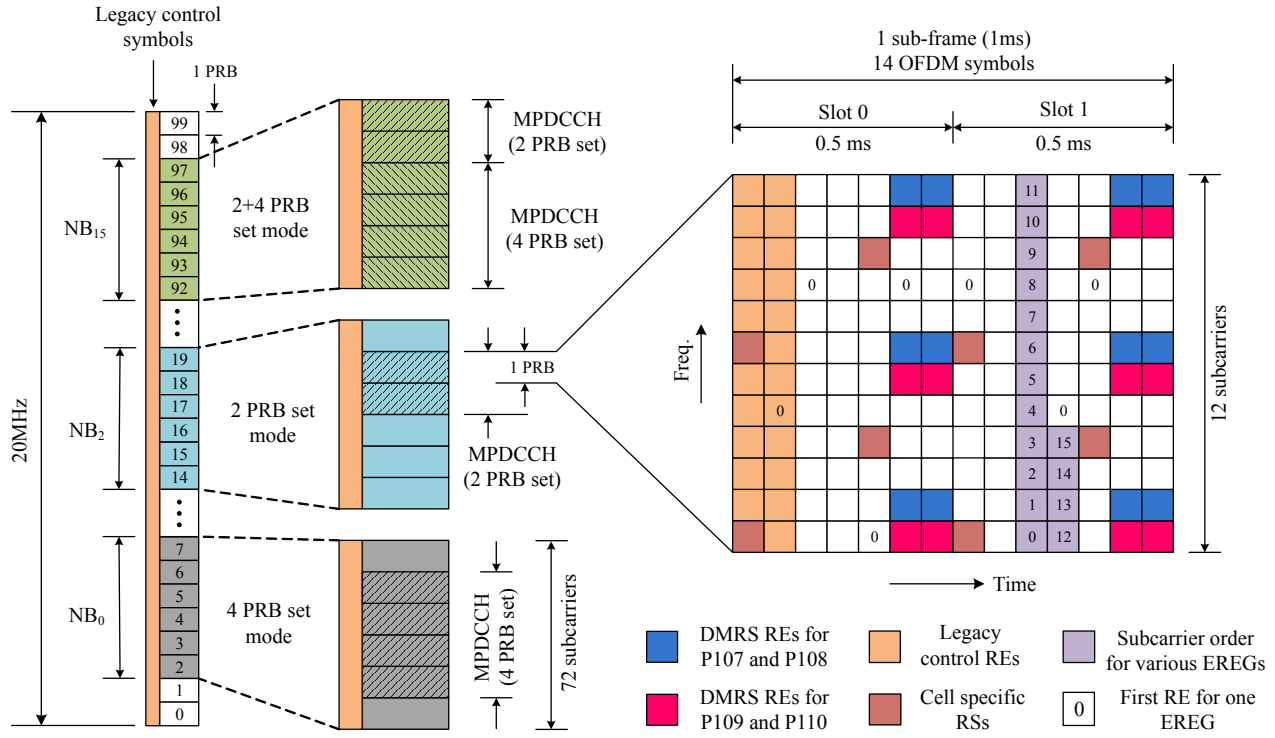 Legacy control
symbols
1 PRB
20MHz
99
98
97
96
95
94
93
92
19
18
17
16
15
14
7
6
5
4
3
2
1
0
NB₁₅
NB₂
NB₀
2+4 PRB
set mode
2 PRB set
mode
4 PRB set
mode
MPDCCH
(2 PRB set)
MPDCCH
(4 PRB set)
1 PRB
MPDCCH
(2 PRB set)
MPDCCH
(4 PRB set)
72 subcarriers
1 sub-frame (1ms)
14 OFDM symbols
Slot 0
Slot 1
0.5 ms
0.5 ms
11
10
9
0 0 0 8 0
7
6
5
0 4 0
3 15
2 14
1 13
0 0 12
Freq.
12 subcarriers
Time
DMRS REs for
P107 and P108
Legacy
control REs
Subcarrier order
for various EREGs
DMRS REs for
P109 and P110
Cell specific
RSs
0
First RE for one
EREG